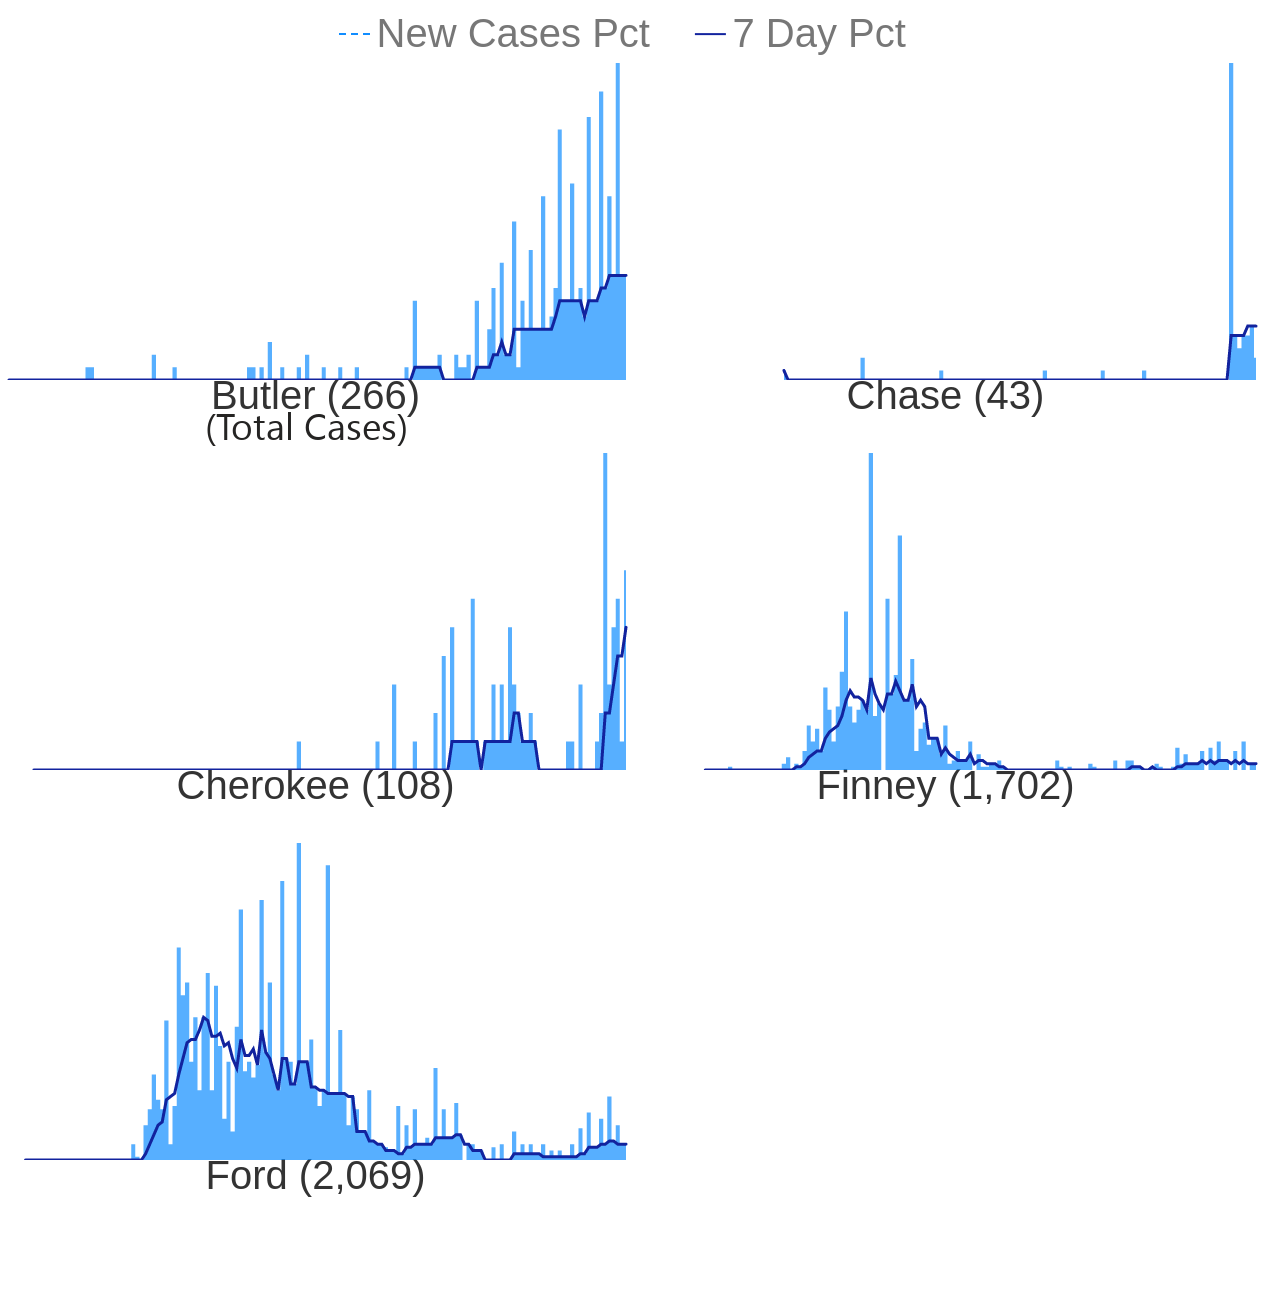 New Cases Pct 7 Day Pct
Butler (266) Chase (43)
(Total Cases)
Cherokee (108) Finney (1,702)
Ford (2,069)